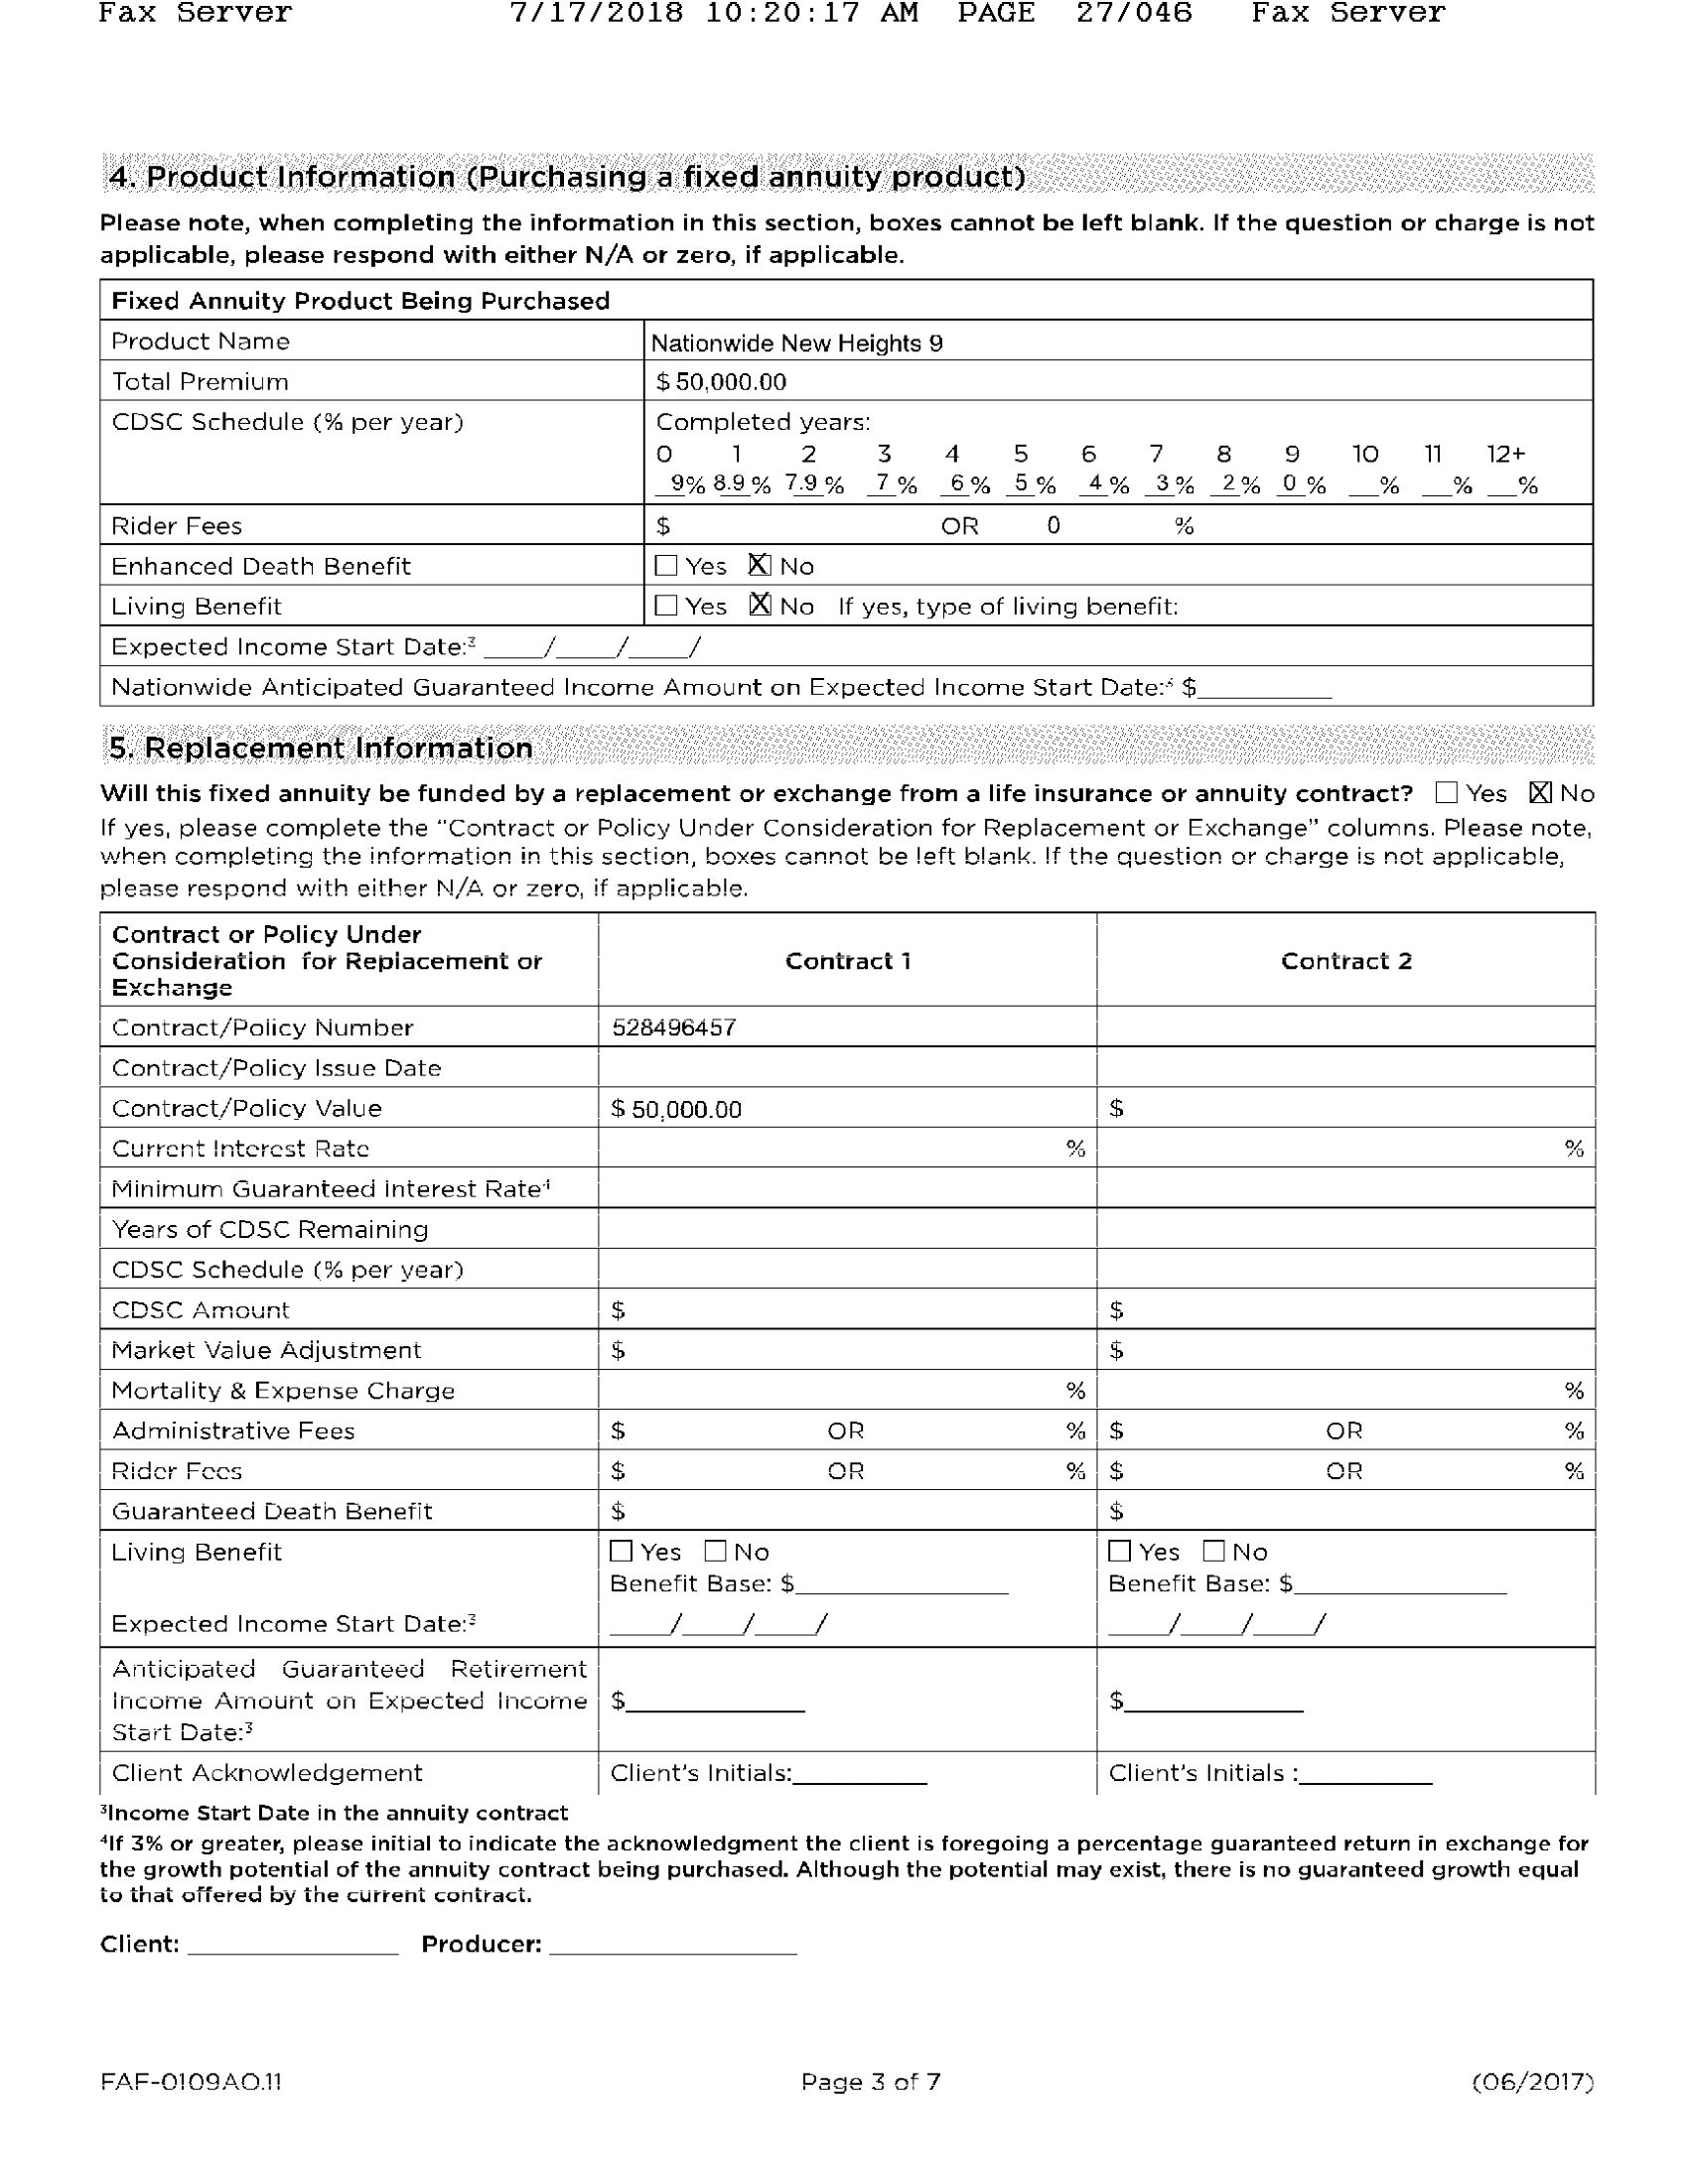 Fax Server 7/17/2018 10:20:17 AM PAGE 27/046 Fax Server
4. Product Information (Purchasing a fixed annuity product)
Please note, when completing the information in this section, boxes cannot be left blank. If the question or charge is not
applicable, please respond with either N/A or zero, if applicable.
Fixed Annuity Product Being Purchased
Product Name Nationwide New Heights 9
Total Premium $ 50,000.00
CDSC Schedule (% per year) Completed years:
0 1 2 3 4 5 6 7 8 9 10 11 12+
9% 8.9% 7.9% 7% 6% 5% 4% 3% 2% 0% __% __% __%
Rider Fees $ OR 0 %
Enhanced Death Benefit ☐ Yes ☒ No
Living Benefit ☐ Yes ☒ No If yes, type of living benefit:
Expected Income Start Date:³ ____/____/____/
Nationwide Anticipated Guaranteed Income Amount on Expected Income Start Date:³ $__________
5. Replacement Information
Will this fixed annuity be funded by a replacement or exchange from a life insurance or annuity contract? ☐ Yes ☒ No
If yes, please complete the “Contract or Policy Under Consideration for Replacement or Exchange” columns. Please note,
when completing the information in this section, boxes cannot be left blank. If the question or charge is not applicable,
please respond with either N/A or zero, if applicable.
Contract or Policy Under
Consideration for Replacement or
Exchange
Contract 1 Contract 2
Contract/Policy Number 528496457
Contract/Policy Issue Date
Contract/Policy Value $ 50,000.00 $
Current Interest Rate % %
Minimum Guaranteed Interest Rate⁴
Years of CDSC Remaining
CDSC Schedule (% per year)
CDSC Amount $ $
Market Value Adjustment $ $
Mortality & Expense Charge % %
Administrative Fees $ OR % $ OR %
Rider Fees $ OR % $ OR %
Guaranteed Death Benefit $ $
Living Benefit ☐ Yes ☐ No ☐ Yes ☐ No
Benefit Base: $________________ Benefit Base: $________________
Expected Income Start Date:³ ____/____/____/ ____/____/____/
Anticipated Guaranteed Retirement
Income Amount on Expected Income $______________ $______________
Start Date:³
Client Acknowledgement Client's Initials:__________ Client's Initials :__________
³Income Start Date in the annuity contract
⁴If 3% or greater, please initial to indicate the acknowledgment the client is foregoing a percentage guaranteed return in exchange for
the growth potential of the annuity contract being purchased. Although the potential may exist, there is no guaranteed growth equal
to that offered by the current contract.
Client: ________________ Producer: ___________________
FAF-0109AO.11 Page 3 of 7 (06/2017)